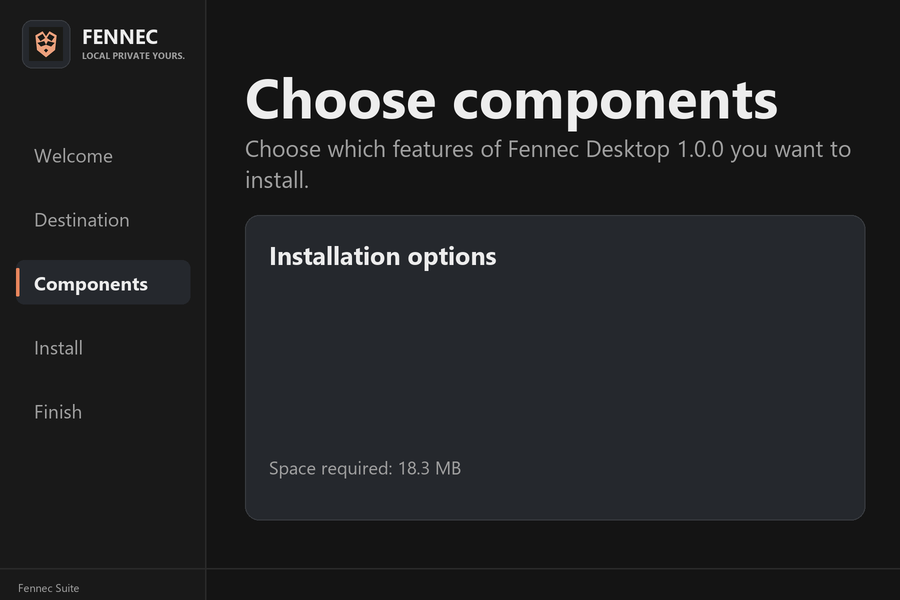 FENNEC
LOCAL PRIVATE YOURS.
Welcome
Destination
Components
Install
Finish
Fennec Suite
Choose components
Choose which features of Fennec Desktop 1.0.0 you want to
install.
Installation options
Space required: 18.3 MB